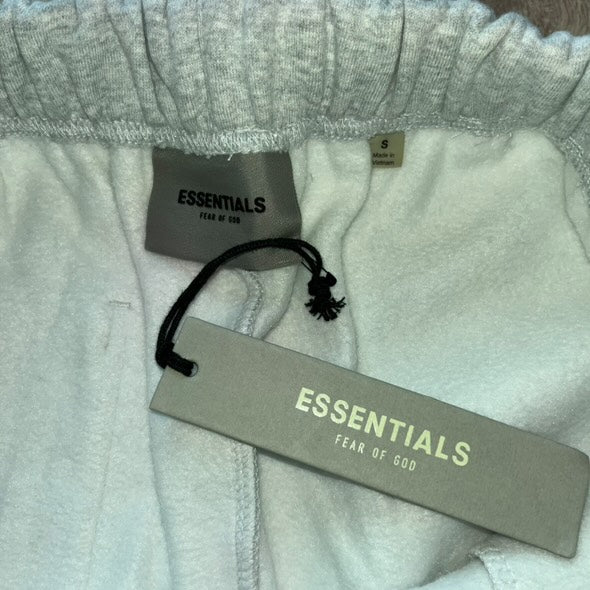 S
Made in
Vietnam
ESSENTIALS
FEAR OF GOD
ESSENTIALS
FEAR OF GOD